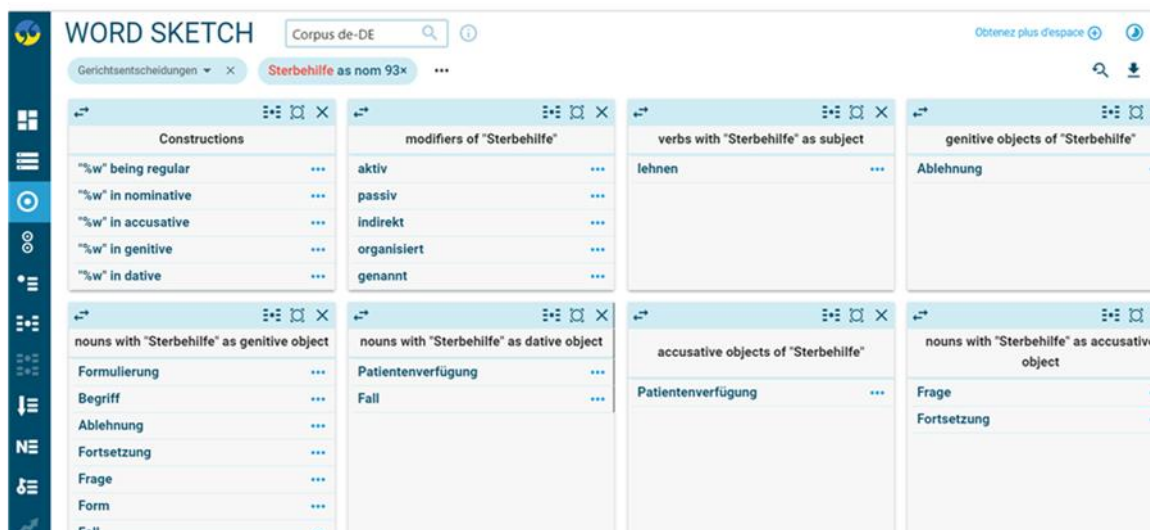 WORD SKETCH
Corpus de-DE
Obtenez plus d'espace
Gerichtsentscheidungen
Sterbehilfe as nom 93×
Constructions
"%w" being regular
"%w" in nominative
"%w" in accusative
"%w" in genitive
"%w" in dative
modifiers of "Sterbehilfe"
aktiv
passiv
indirekt
organisiert
genannt
verbs with "Sterbehilfe" as subject
lehnen
genitive objects of "Sterbehilfe"
Ablehnung
nouns with "Sterbehilfe" as genitive object
Formulierung
Begriff
Ablehnung
Fortsetzung
Frage
Form
nouns with "Sterbehilfe" as dative object
Patientenverfügung
Fall
accusative objects of "Sterbehilfe"
Patientenverfügung
nouns with "Sterbehilfe" as accusative
object
Frage
Fortsetzung